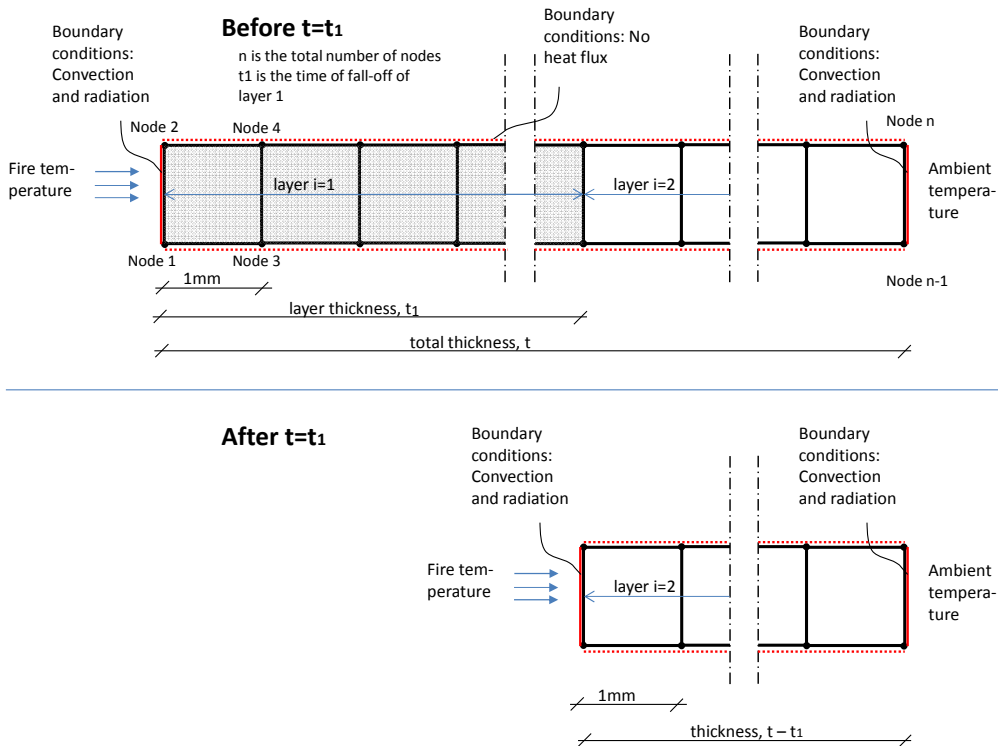 Before t=t1
n is the total number of nodes
t1 is the time of fall-off of
layer 1
Boundary
conditions:
Convection
and radiation
Boundary
conditions: No
heat flux
Boundary
conditions:
Convection
and radiation
Node 2
Node 4
Node n
Fire tem-
perature
layer i=1
layer i=2
Ambient
tempera-
ture
Node 1
Node 3
Node n-1
1mm
layer thickness, t1
total thickness, t
After t=t1
Boundary
conditions:
Convection
and radiation
Boundary
conditions:
Convection
and radiation
Fire tem-
perature
layer i=2
Ambient
tempera-
ture
1mm
thickness, t – t1